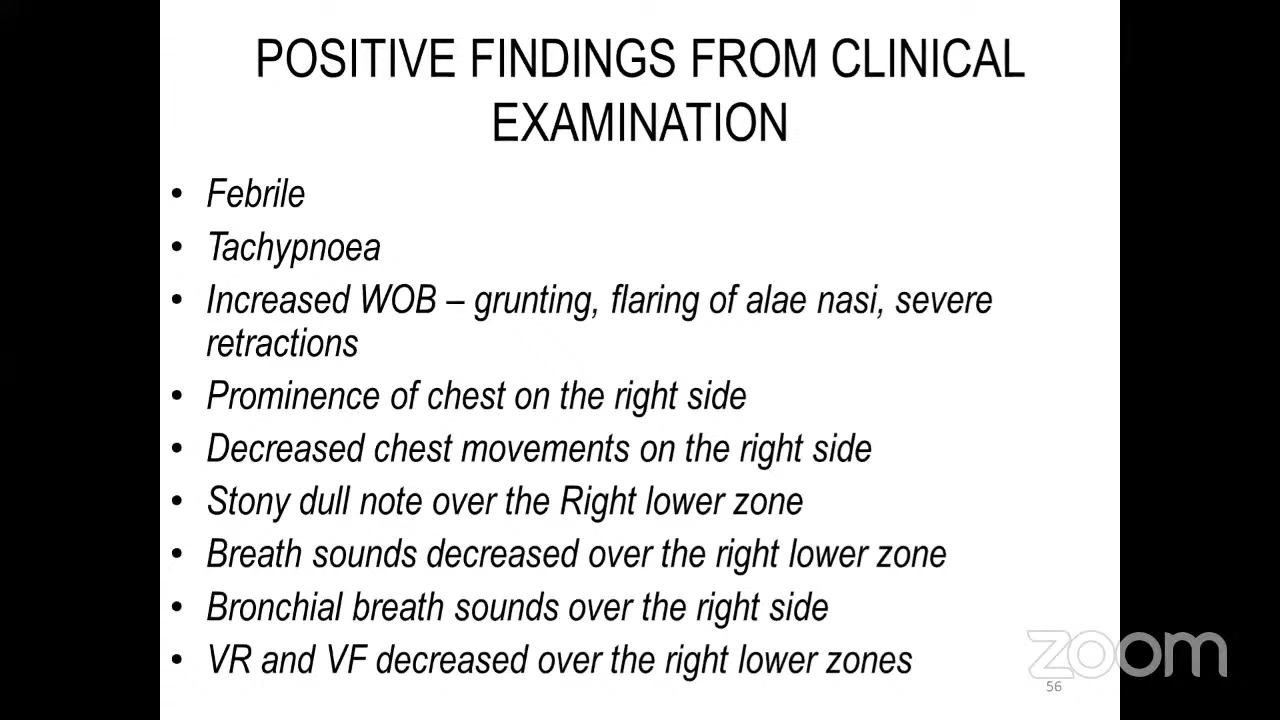 POSITIVE FINDINGS FROM CLINICAL
EXAMINATION
• Febrile
• Tachypnoea
• Increased WOB – grunting, flaring of alae nasi, severe
retractions
• Prominence of chest on the right side
• Decreased chest movements on the right side
• Stony dull note over the Right lower zone
• Breath sounds decreased over the right lower zone
• Bronchial breath sounds over the right side
• VR and VF decreased over the right lower zones
zoom
56